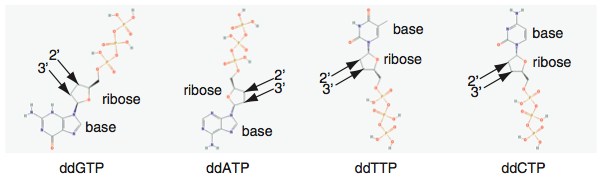 2'
3'
ribose
base
ddGTP
ribose
2'
3'
base
ddATP
base
ribose
2'
3'
ddTTP
base
ribose
2'
3'
ddCTP